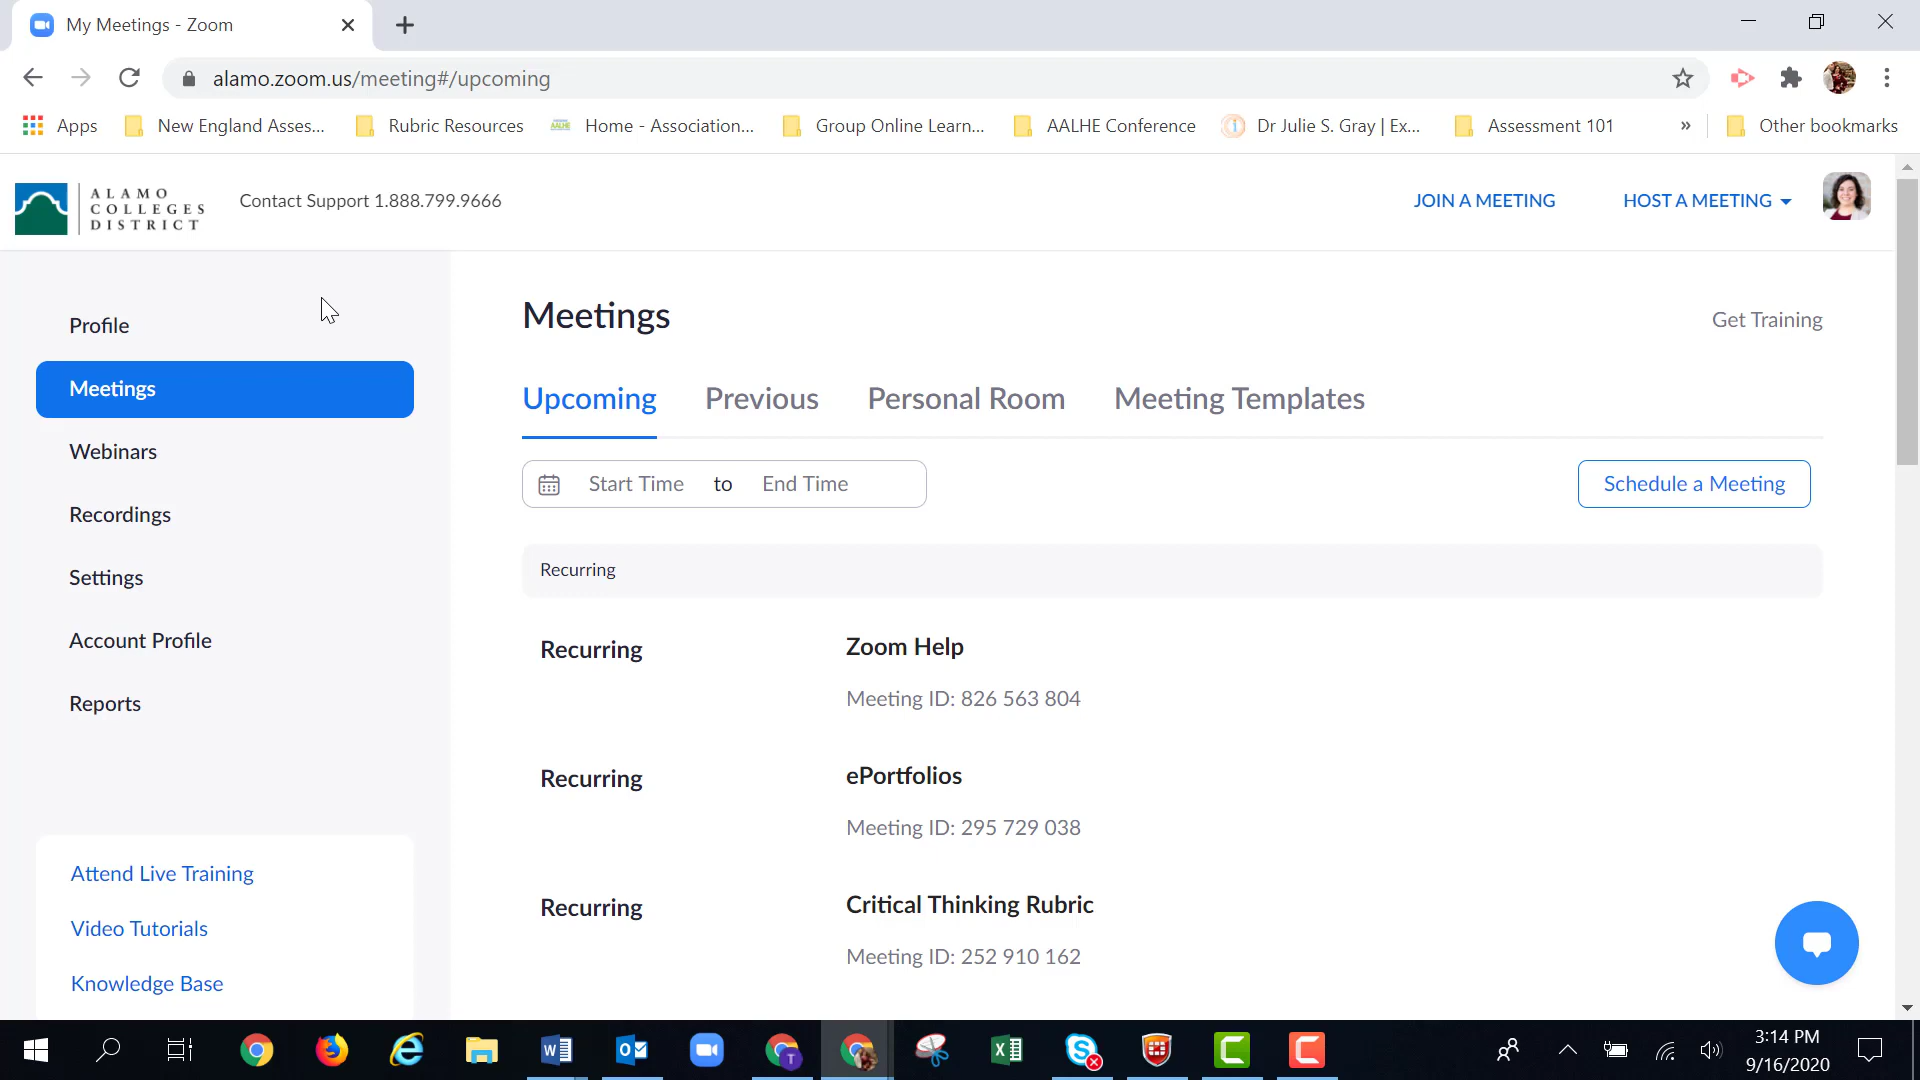 My Meetings - Zoom
alamo.zoom.us/meeting#/upcoming
Apps
New England Asses...
Rubric Resources
AALHE
Home - Association...
Group Online Learn...
AALHE Conference
Dr Julie S. Gray | Ex...
Assessment 101
»
Other bookmarks
ALAMO
COLLEGES
DISTRICT
Contact Support 1.888.799.9666
JOIN A MEETING
HOST A MEETING
Profile
Meetings
Webinars
Recordings
Settings
Account Profile
Reports
Attend Live Training
Video Tutorials
Knowledge Base
Meetings
Get Training
Upcoming
Previous
Personal Room
Meeting Templates
Start Time to End Time
Schedule a Meeting
Recurring
Recurring
Zoom Help
Meeting ID: 826 563 804
Recurring
ePortfolios
Meeting ID: 295 729 038
Recurring
Critical Thinking Rubric
Meeting ID: 252 910 162
3:14 PM
9/16/2020